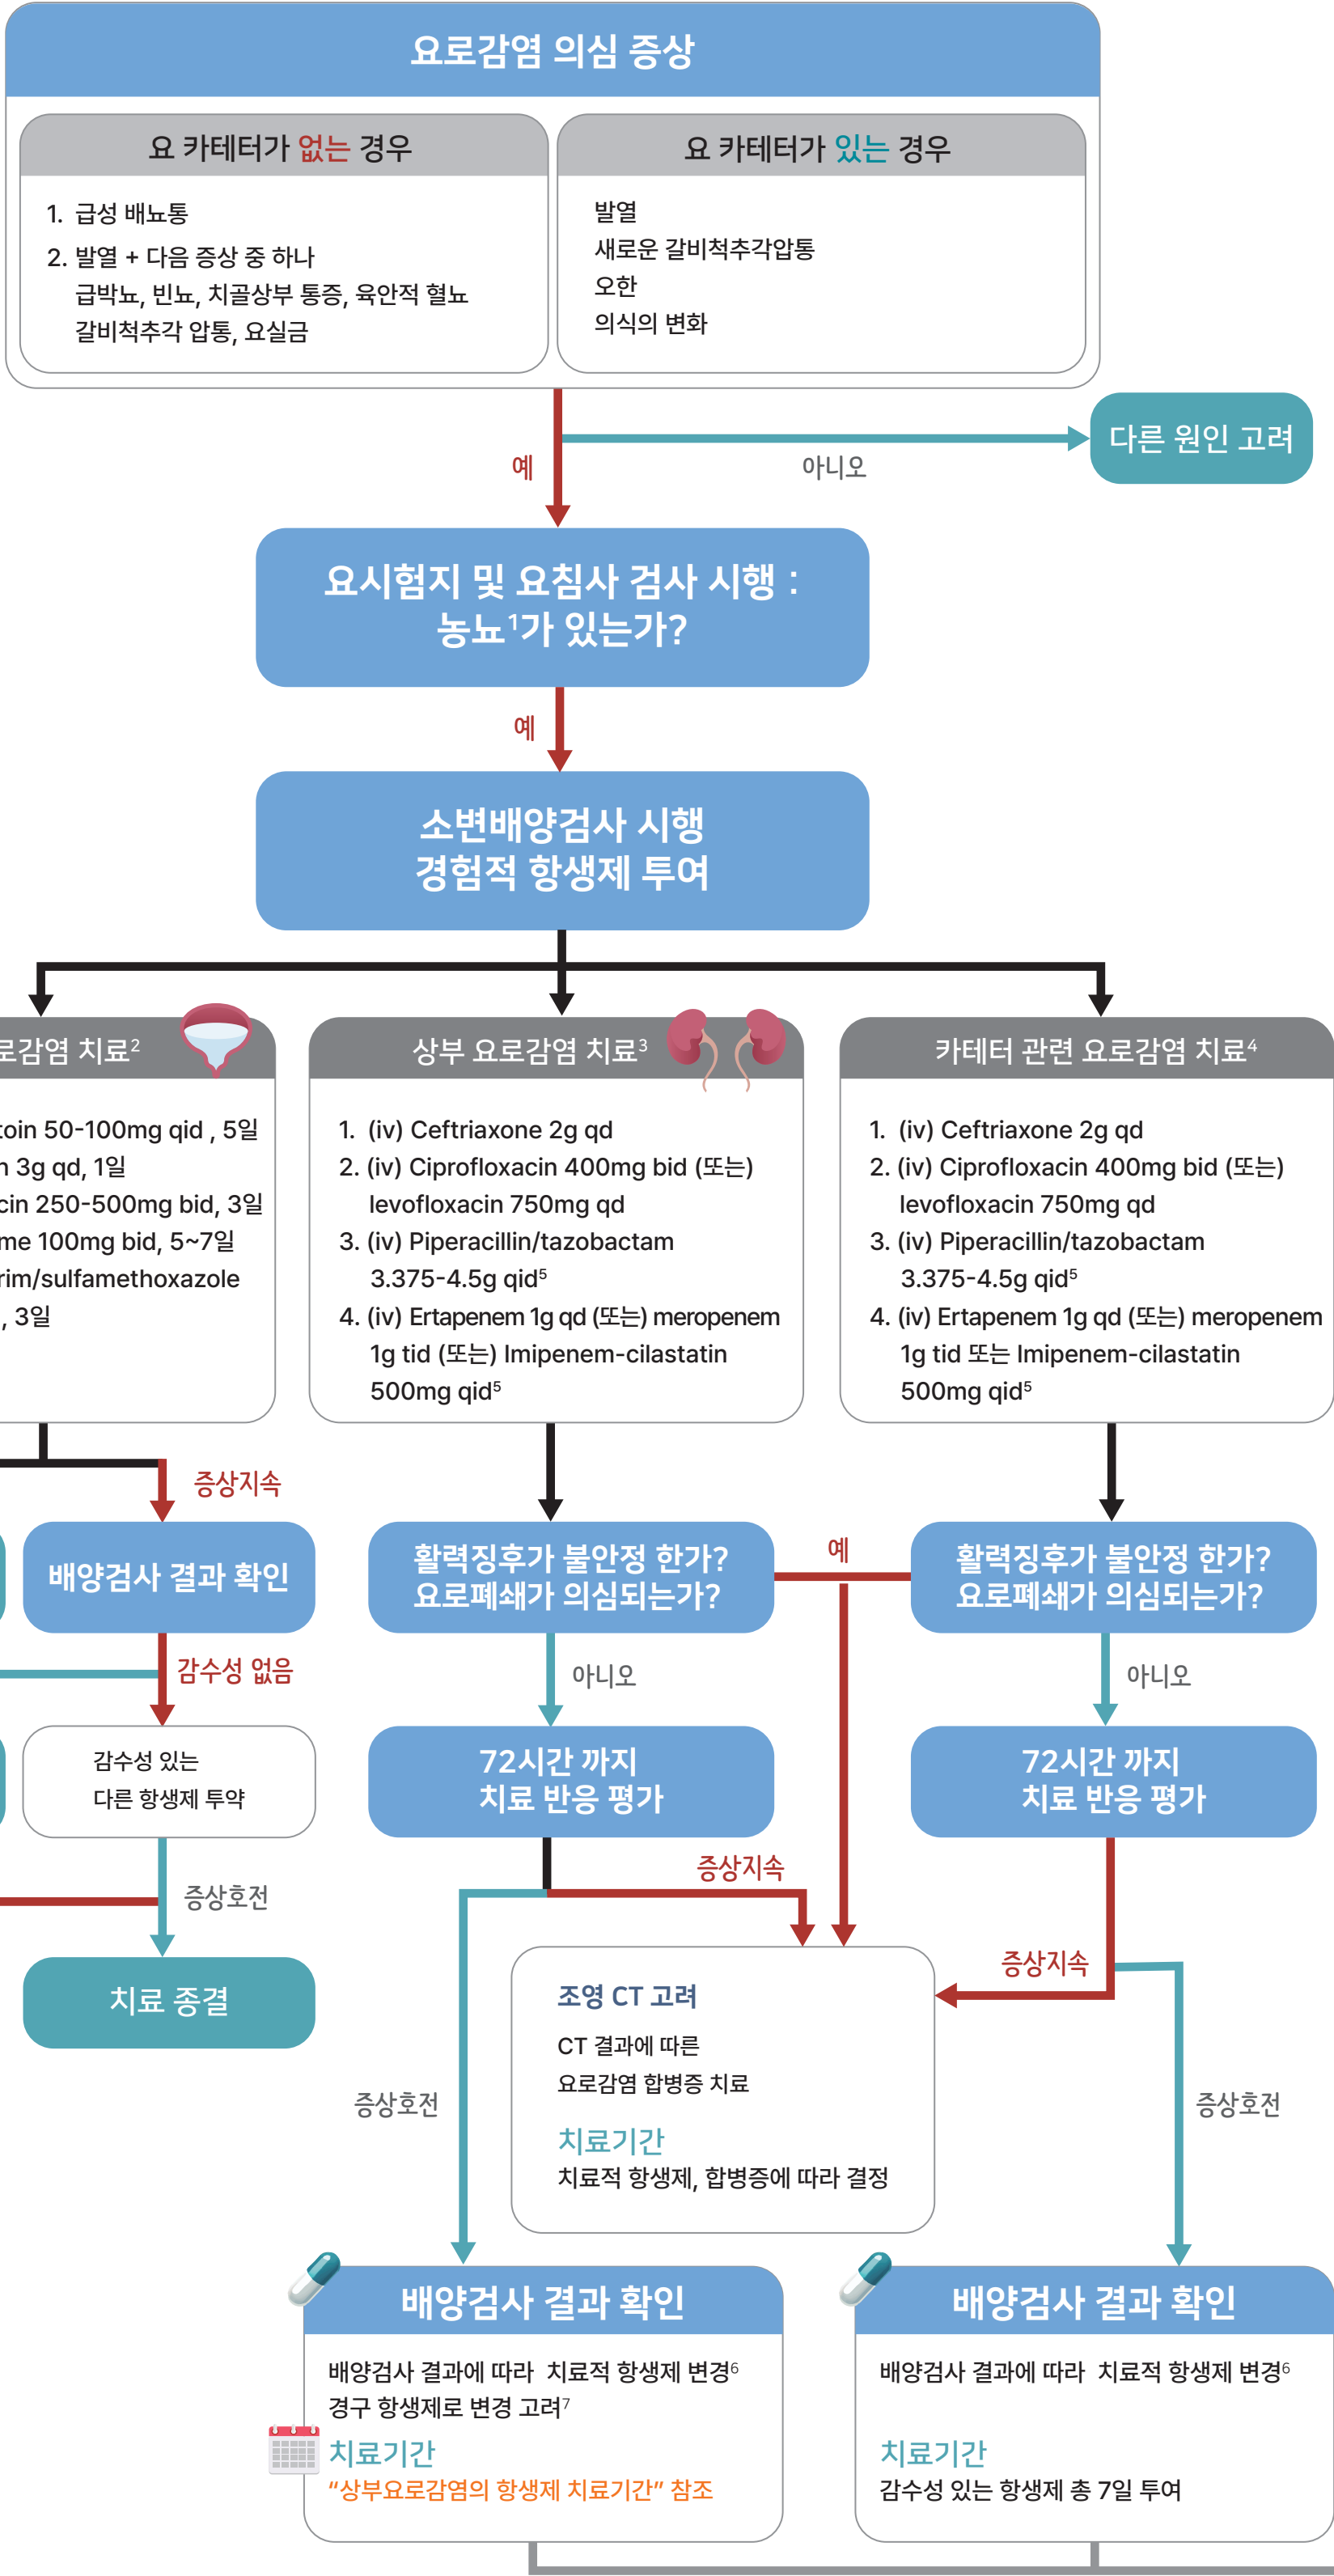 요로감염 의심 증상
요 카테터가 없는 경우
1. 급성 배뇨통
2. 발열 + 다음 증상 중 하나
급박뇨, 빈뇨, 치골상부 통증, 육안적 혈뇨
갈비척추각 압통, 요실금
요 카테터가 있는 경우
발열
새로운 갈비척추각압통
오한
의식의 변화
예
아니오
다른 원인 고려
요시험지 및 요침사 검사 시행 :
농뇨¹가 있는가?
예
소변배양검사 시행
경험적 항생제 투여
로감염 치료²
toin 50-100mg qid , 5일
n 3g qd, 1일
cin 250-500mg bid, 3일
me 100mg bid, 5~7일
rim/sulfamethoxazole
, 3일
상부 요로감염 치료³
1. (iv) Ceftriaxone 2g qd
2. (iv) Ciprofloxacin 400mg bid (또는)
levofloxacin 750mg qd
3. (iv) Piperacillin/tazobactam
3.375-4.5g qid⁵
4. (iv) Ertapenem 1g qd (또는) meropenem
1g tid (또는) Imipenem-cilastatin
500mg qid⁵
카테터 관련 요로감염 치료⁴
1. (iv) Ceftriaxone 2g qd
2. (iv) Ciprofloxacin 400mg bid (또는)
levofloxacin 750mg qd
3. (iv) Piperacillin/tazobactam
3.375-4.5g qid⁵
4. (iv) Ertapenem 1g qd (또는) meropenem
1g tid 또는 Imipenem-cilastatin
500mg qid⁵
증상지속
배양검사 결과 확인
감수성 없음
감수성 있는
다른 항생제 투약
증상호전
치료 종결
활력징후가 불안정 한가?
요로폐쇄가 의심되는가?
예
활력징후가 불안정 한가?
요로폐쇄가 의심되는가?
아니오
아니오
72시간 까지
치료 반응 평가
72시간 까지
치료 반응 평가
증상지속
증상지속
조영 CT 고려
CT 결과에 따른
요로감염 합병증 치료
치료기간
치료적 항생제, 합병증에 따라 결정
증상호전
증상호전
배양검사 결과 확인
배양검사 결과에 따라 치료적 항생제 변경⁶
경구 항생제로 변경 고려⁷
치료기간
“상부요로감염의 항생제 치료기간” 참조
배양검사 결과 확인
배양검사 결과에 따라 치료적 항생제 변경⁶
치료기간
감수성 있는 항생제 총 7일 투여